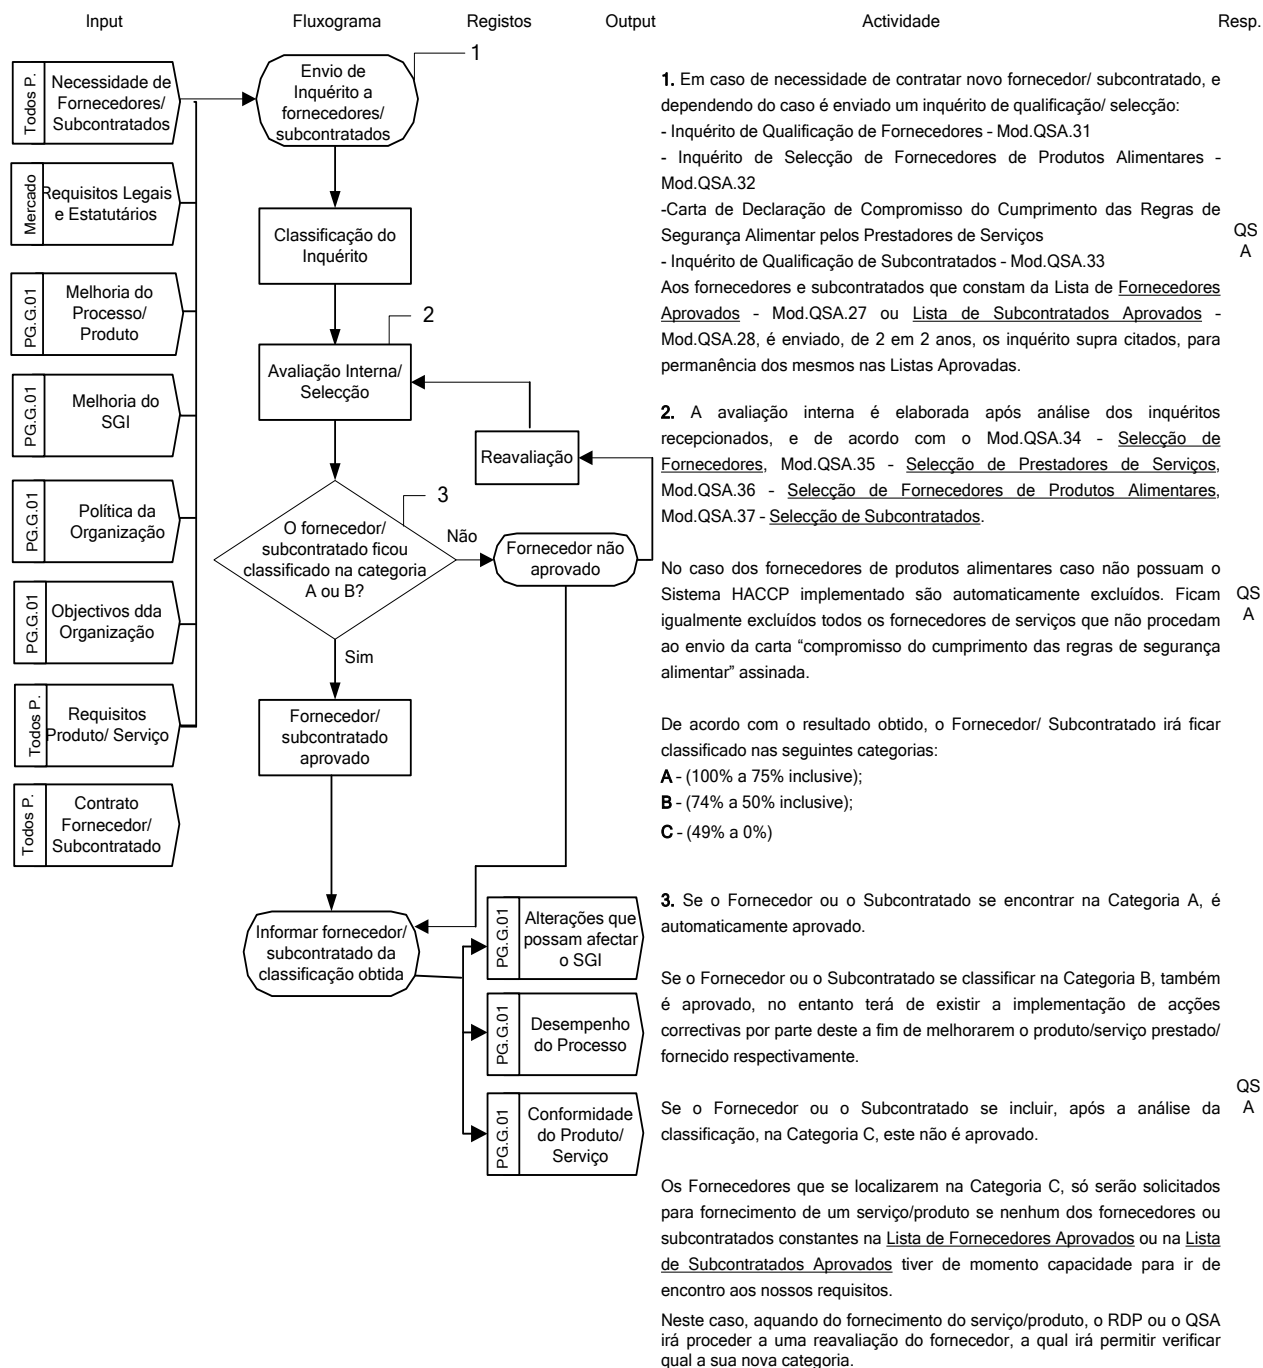 Input Fluxograma Registos Output Actividade Resp.
Todos P.
Necessidade de
Fornecedores/
Subcontratados
Mercado
Requisitos Legais
e Estatutários
PG.G.01
Melhoria do
Processo/
Produto
PG.G.01
Melhoria do
SGI
PG.G.01
Política da
Organização
PG.G.01
Objectivos dda
Organização
Todos P.
Requisitos
Produto/ Serviço
Todos P.
Contrato
Fornecedor/
Subcontratado
Envio de
Inquérito a
fornecedores/
subcontratados
1
Classificação do
Inquérito
2
Avaliação Interna/
Selecção
Reavaliação
3
O fornecedor/
subcontratado ficou
classificado na categoria
A ou B?
Não
Fornecedor não
aprovado
Sim
Fornecedor/
subcontratado
aprovado
Informar fornecedor/
subcontratado da
classificação obtida
PG.G.01
Alterações que
possam afectar
o SGI
PG.G.01
Desempenho
do Processo
PG.G.01
Conformidade
do Produto/
Serviço
1. Em caso de necessidade de contratar novo fornecedor/ subcontratado, e
dependendo do caso é enviado um inquérito de qualificação/ selecção:
- Inquérito de Qualificação de Fornecedores – Mod.QSA.31
- Inquérito de Selecção de Fornecedores de Produtos Alimentares –
Mod.QSA.32
-Carta de Declaração de Compromisso do Cumprimento das Regras de
Segurança Alimentar pelos Prestadores de Serviços
- Inquérito de Qualificação de Subcontratados – Mod.QSA.33
Aos fornecedores e subcontratados que constam da Lista de Fornecedores
Aprovados – Mod.QSA.27 ou Lista de Subcontratados Aprovados –
Mod.QSA.28, é enviado, de 2 em 2 anos, os inquérito supra citados, para
permanência dos mesmos nas Listas Aprovadas.
QS
A
2. A avaliação interna é elaborada após análise dos inquéritos
recepcionados, e de acordo com o Mod.QSA.34 – Selecção de
Fornecedores, Mod.QSA.35 – Selecção de Prestadores de Serviços,
Mod.QSA.36 – Selecção de Fornecedores de Produtos Alimentares,
Mod.QSA.37 – Selecção de Subcontratados.
No caso dos fornecedores de produtos alimentares caso não possuam o
Sistema HACCP implementado são automaticamente excluídos. Ficam
igualmente excluídos todos os fornecedores de serviços que não procedam
ao envio da carta “compromisso do cumprimento das regras de segurança
alimentar” assinada.
QS
A
De acordo com o resultado obtido, o Fornecedor/ Subcontratado irá ficar
classificado nas seguintes categorias:
A – (100% a 75% inclusive);
B – (74% a 50% inclusive);
C – (49% a 0%)
3. Se o Fornecedor ou o Subcontratado se encontrar na Categoria A, é
automaticamente aprovado.
Se o Fornecedor ou o Subcontratado se classificar na Categoria B, também
é aprovado, no entanto terá de existir a implementação de acções
correctivas por parte deste a fim de melhorarem o produto/serviço prestado/
fornecido respectivamente.
QS
A
Se o Fornecedor ou o Subcontratado se incluir, após a análise da
classificação, na Categoria C, este não é aprovado.
Os Fornecedores que se localizarem na Categoria C, só serão solicitados
para fornecimento de um serviço/produto se nenhum dos fornecedores ou
subcontratados constantes na Lista de Fornecedores Aprovados ou na Lista
de Subcontratados Aprovados tiver de momento capacidade para ir de
encontro aos nossos requisitos.
Neste caso, aquando do fornecimento do serviço/produto, o RDP ou o QSA
irá proceder a uma reavaliação do fornecedor, a qual irá permitir verificar
qual a sua nova categoria.